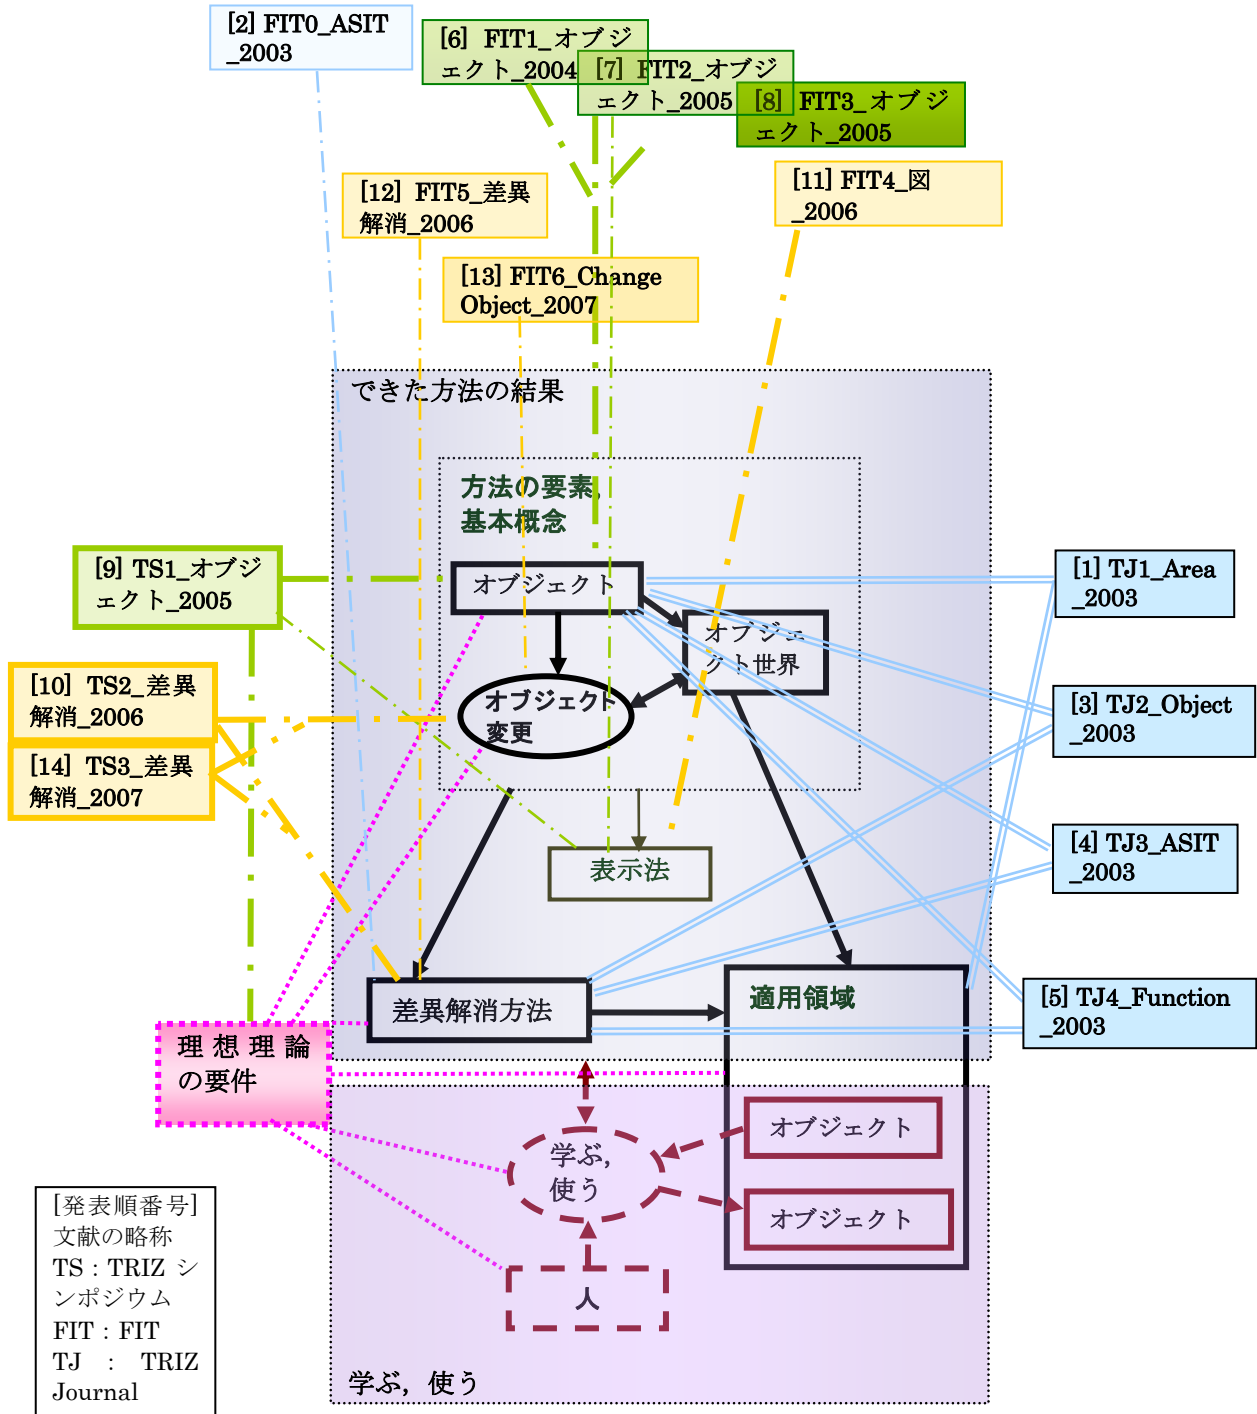 [2] FIT0_ASIT
_2003
[6] FIT1_オブジ
ェクト_2004
[7] FIT2_オブジ
ェクト_2005
[8] FIT3_オブジ
ェクト_2005
[12] FIT5_差異
解消_2006
[11] FIT4_図
_2006
[13] FIT6_Change
Object_2007
できた方法の結果
方法の要素,
基本概念
[9] TS1_オブジ
ェクト_2005
オブジェクト
[1] TJ1_Area
_2003
オブジェ
クト世界
[10] TS2_差異
解消_2006
オブジェクト
変更
[3] TJ2_Object
_2003
[14] TS3_差異
解消_2007
表示法
[4] TJ3_ASIT
_2003
差異解消方法
適用領域
[5] TJ4_Function
_2003
理想理論
の要件
オブジェクト
学ぶ,
使う
オブジェクト
人
[発表順番号]
文献の略称
TS：TRIZ シ
ンポジウム
FIT：FIT
TJ ： TRIZ
Journal
学ぶ，使う